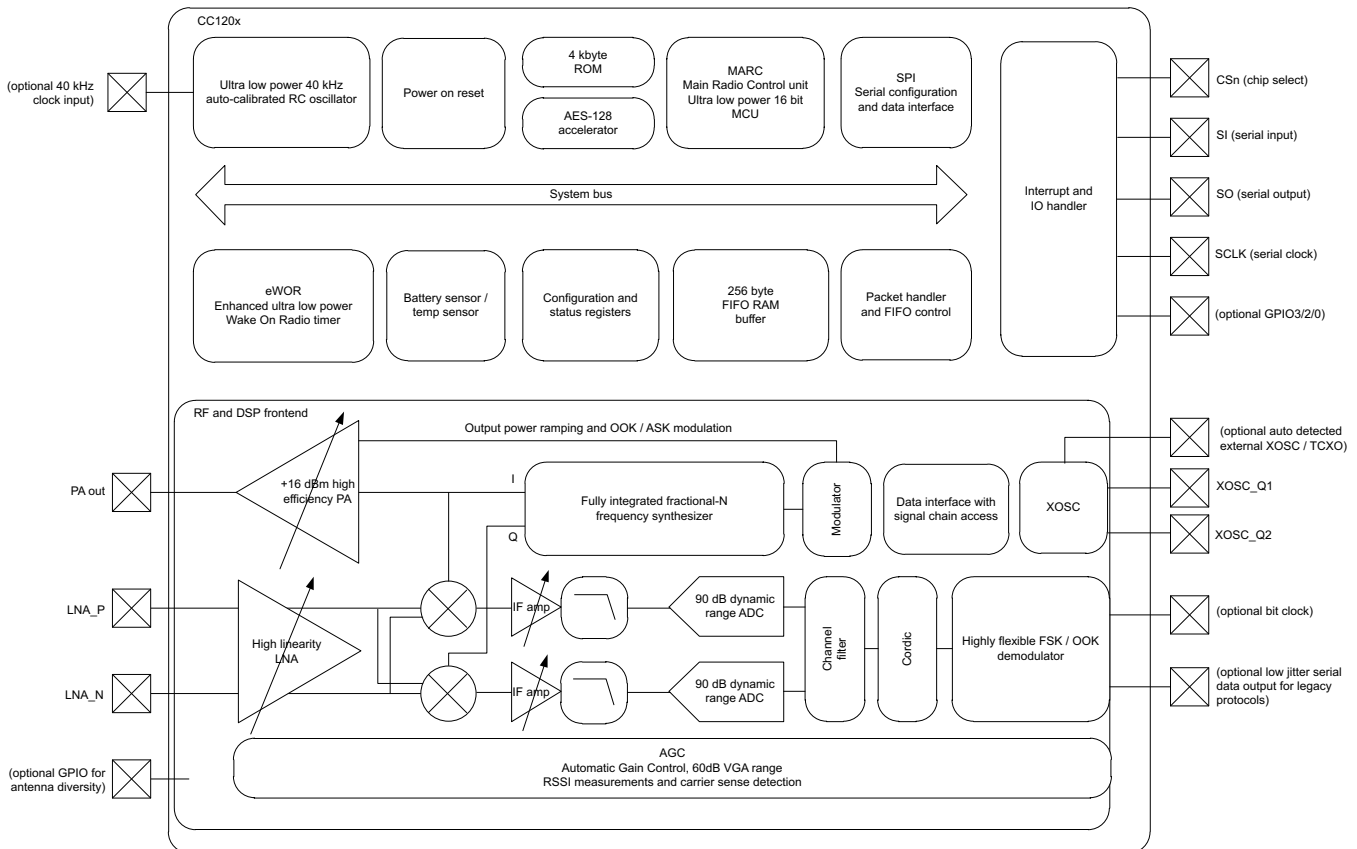 CC120x
(optional 40 kHz
clock input)
Ultra low power 40 kHz
auto-calibrated RC oscillator
Power on reset
4 kbyte
ROM
AES-128
accelerator
MARC
Main Radio Control unit
Ultra low power 16 bit
MCU
SPI
Serial configuration
and data interface
Interrupt and
IO handler
CSn (chip select)
SI (serial input)
SO (serial output)
SCLK (serial clock)
(optional GPIO3/2/0)
System bus
eWOR
Enhanced ultra low power
Wake On Radio timer
Battery sensor /
temp sensor
Configuration and
status registers
256 byte
FIFO RAM
buffer
Packet handler
and FIFO control
RF and DSP frontend
Output power ramping and OOK / ASK modulation
(optional auto detected
external XOSC / TCXO)
PA out
+16 dBm high
efficiency PA
I
Q
Fully integrated fractional-N
frequency synthesizer
Modulator
Data interface with
signal chain access
XOSC
XOSC_Q1
XOSC_Q2
LNA_P
LNA_N
High linearity
LNA
IF amp
90 dB dynamic
range ADC
IF amp
90 dB dynamic
range ADC
Channel
filter
Cordic
Highly flexible FSK / OOK
demodulator
(optional bit clock)
(optional low jitter serial
data output for legacy
protocols)
(optional GPIO for
antenna diversity)
AGC
Automatic Gain Control, 60dB VGA range
RSSI measurements and carrier sense detection